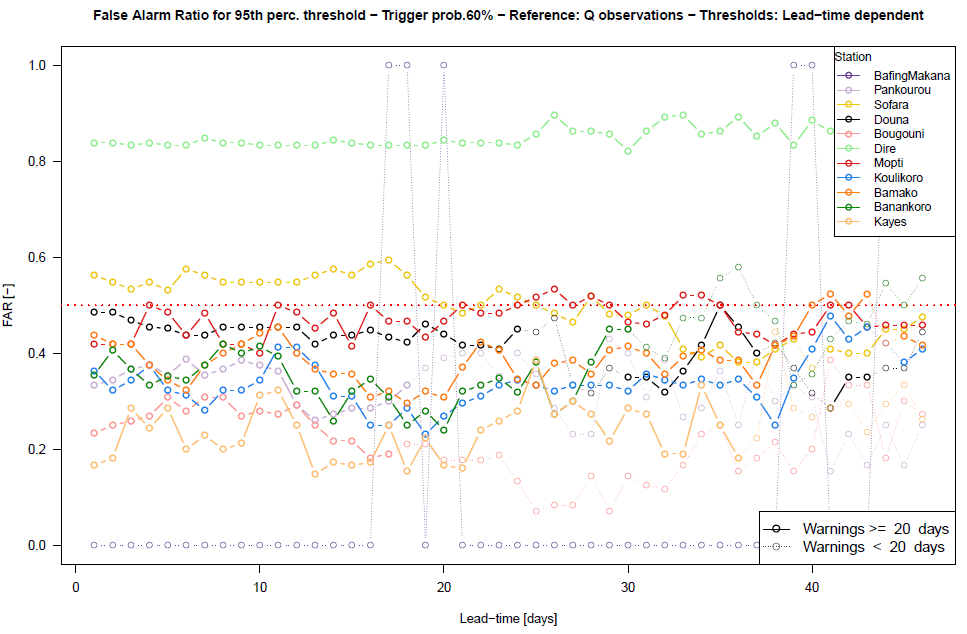 False Alarm Ratio for 95th perc. threshold − Trigger prob.60% − Reference: Q observations − Thresholds: Lead−time dependent
FAR [−]
1.0
0.8
0.6
0.4
0.2
0.0
Station
BafingMakana
Pankourou
Sofara
Douna
Bougouni
Dire
Mopti
Koulikoro
Bamako
Banankoro
Kayes
Warnings >= 20 days
Warnings < 20 days
0 10 20 30 40
Lead−time [days]